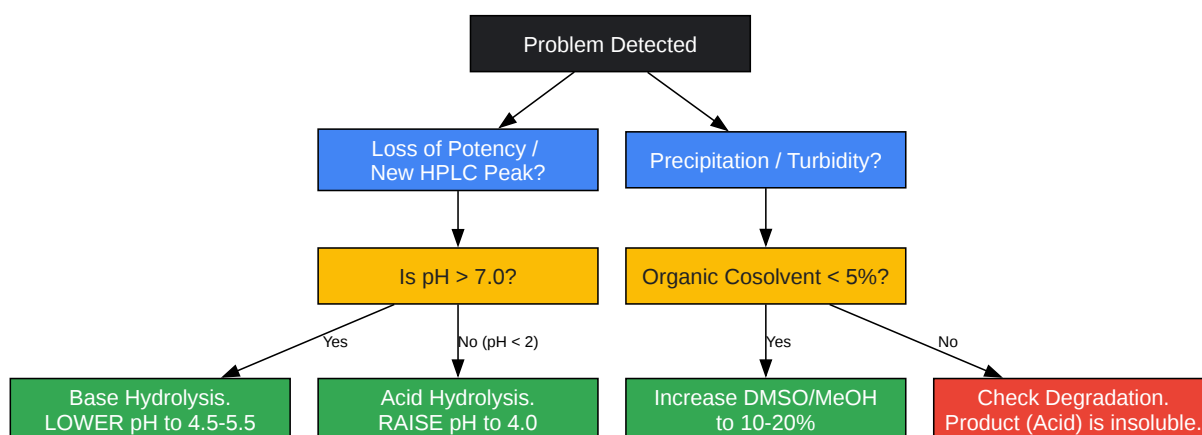 Problem Detected
Loss of Potency /
New HPLC Peak?
Precipitation / Turbidity?
Is pH > 7.0?
Organic Cosolvent < 5%?
Yes
No (pH < 2)
Yes
No
Base Hydrolysis.
LOWER pH to 4.5-5.5
Acid Hydrolysis.
RAISE pH to 4.0
Increase DMSO/MeOH
to 10-20%
Check Degradation.
Product (Acid) is insoluble.